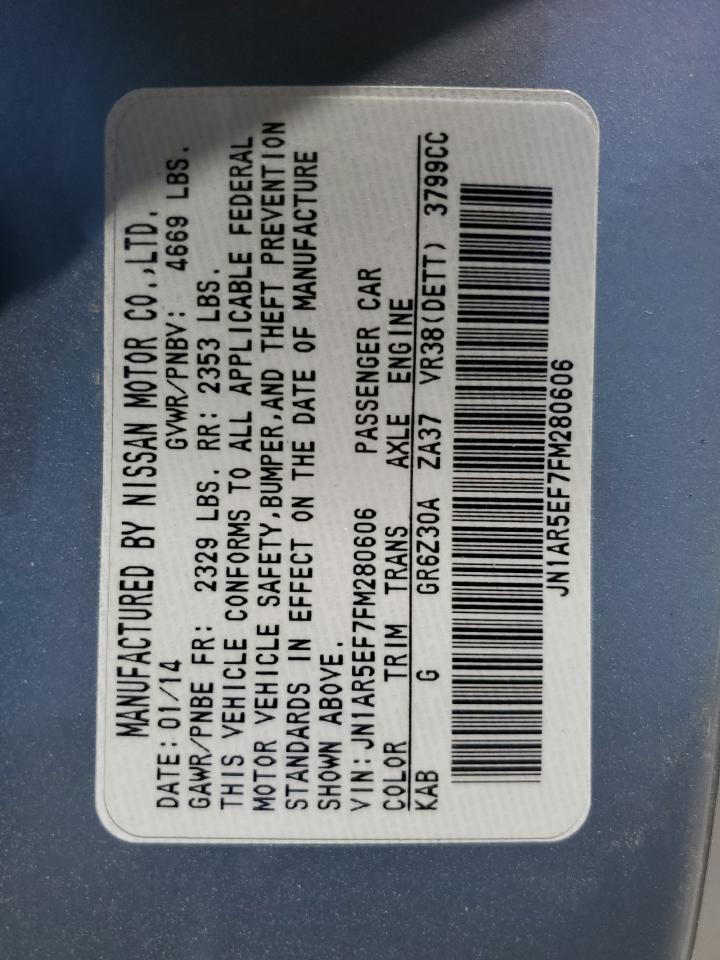 MANUFACTURED BY NISSAN MOTOR CO.,LTD.
DATE: 01/14 GVWR/PNBV: 4669 LBS.
GAWR/PNBE FR: 2329 LBS. RR: 2353 LBS.
THIS VEHICLE CONFORMS TO ALL APPLICABLE FEDERAL
MOTOR VEHICLE SAFETY,BUMPER,AND THEFT PREVENTION
STANDARDS IN EFFECT ON THE DATE OF MANUFACTURE
SHOWN ABOVE.
VIN: JN1AR5EF7FM280606 PASSENGER CAR
COLOR TRIM TRANS AXLE ENGINE
KAB G GR6Z30A ZA37 VR38(DETT) 3799CC
JN1AR5EF7FM280606